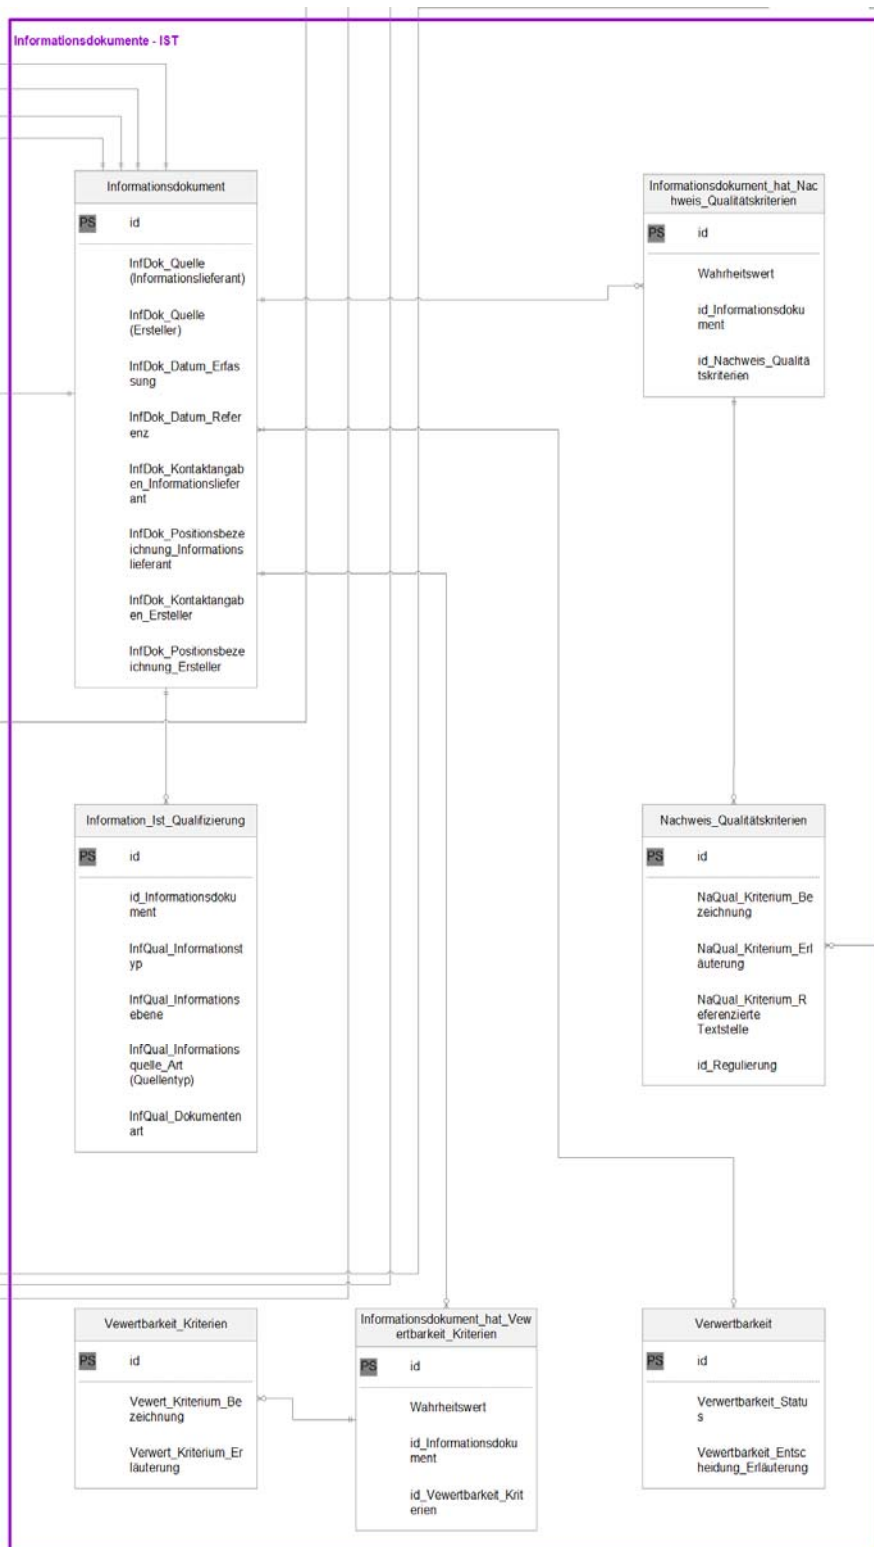 Informationsdokumente - IST
Informationsdokument
PS id
InfDok_Quelle
(Informationslieferant)
InfDok_Quelle
(Ersteller)
InfDok_Datum_Erfas
sung
InfDok_Datum_Refer
enz
InfDok_Kontaktangab
en_Informationsliefer
ant
InfDok_Positionsbeze
ichnung_Informations
lieferant
InfDok_Kontaktangab
en_Ersteller
InfDok_Positionsbeze
ichnung_Ersteller
Informationsdokument_hat_Nac
hweis_Qualitätskriterien
PS id
Wahrheitswert
id_Informationsdoku
ment
id_Nachweis_Qualitä
tskriterien
Information_Ist_Qualifizierung
PS id
id_Informationsdoku
ment
InfQual_Informationst
yp
InfQual_Informations
ebene
InfQual_Informations
quelle_Art
(Quellentyp)
InfQual_Dokumenten
art
Nachweis_Qualitätskriterien
PS id
NaQual_Kriterium_Be
zeichnung
NaQual_Kriterium_Erl
äuterung
NaQual_Kriterium_R
eferenzierte
Textstelle
id_Regulierung
Vewertbarkeit_Kriterien
PS id
Vewert_Kriterium_Be
zeichnung
Verwert_Kriterium_Er
läuterung
Informationsdokument_hat_Vew
ertbarkeit_Kriterien
PS id
Wahrheitswert
id_Informationsdoku
ment
id_Vewertbarkeit_Krit
erien
Verwertbarkeit
PS id
Verwertbarkeit_Statu
s
Vewertbarkeit_Entsc
heidung_Erläuterung